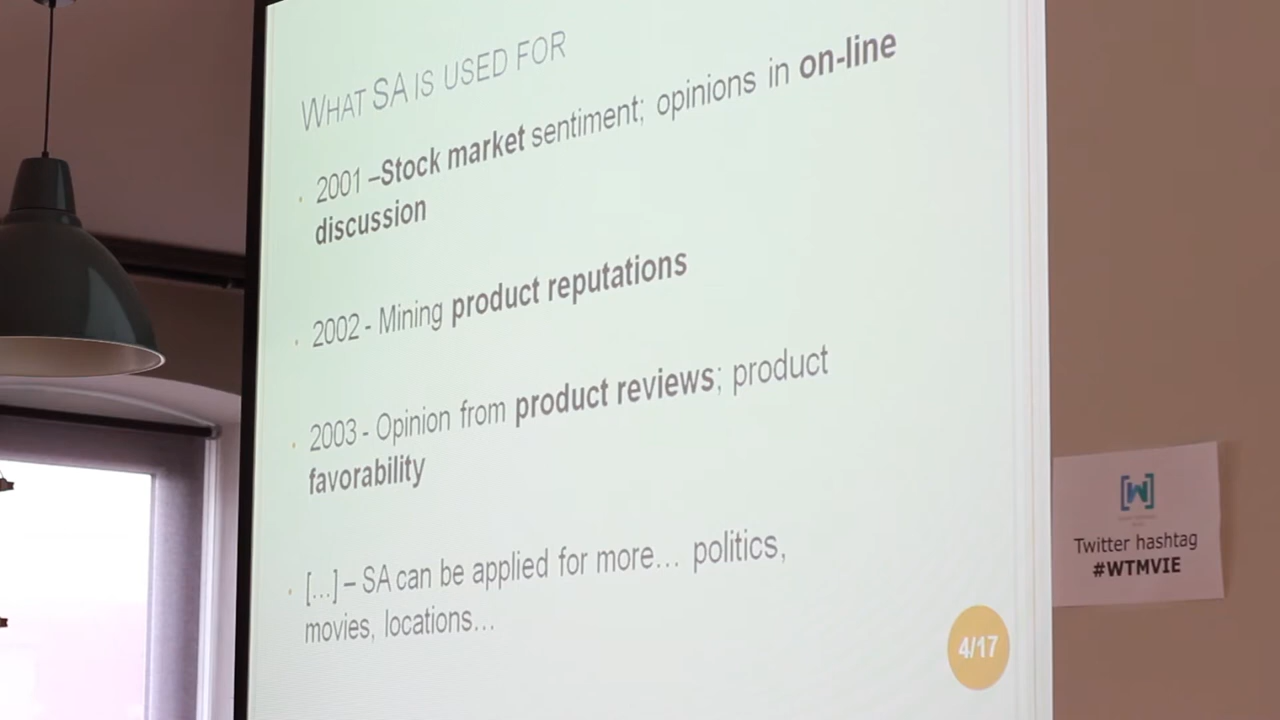 WHAT SA IS USED FOR
• 2001 –Stock market sentiment; opinions in on-line
discussion
• 2002 - Mining product reputations
• 2003 - Opinion from product reviews; product
favorability
• [...] – SA can be applied for more... politics,
movies, locations...
4/17
[W]
Twitter hashtag
#WTMVIE